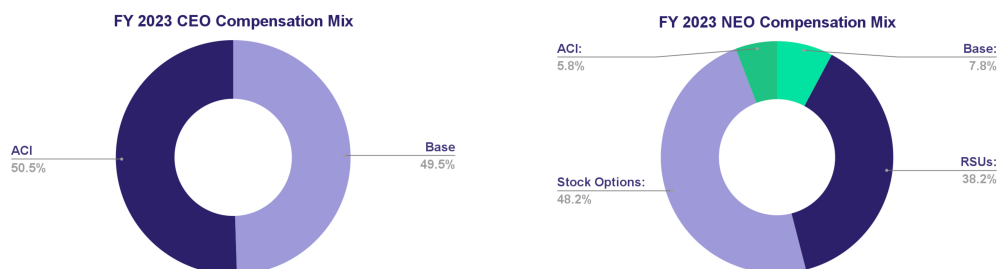 FY 2023 CEO Compensation Mix
ACI
50.5%
Base
49.5%
FY 2023 NEO Compensation Mix
ACI:
5.8%
Base:
7.8%
Stock Options:
48.2%
RSUs:
38.2%